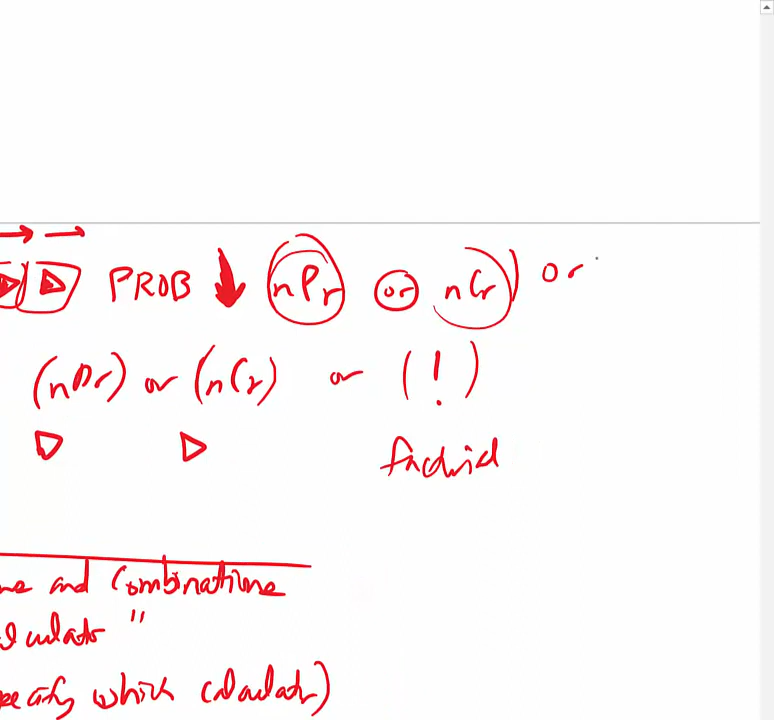 PROB nPr or nCr) or
(nPr) or (nCr) or (!)
factorial
and Combinations
"
which calculator)